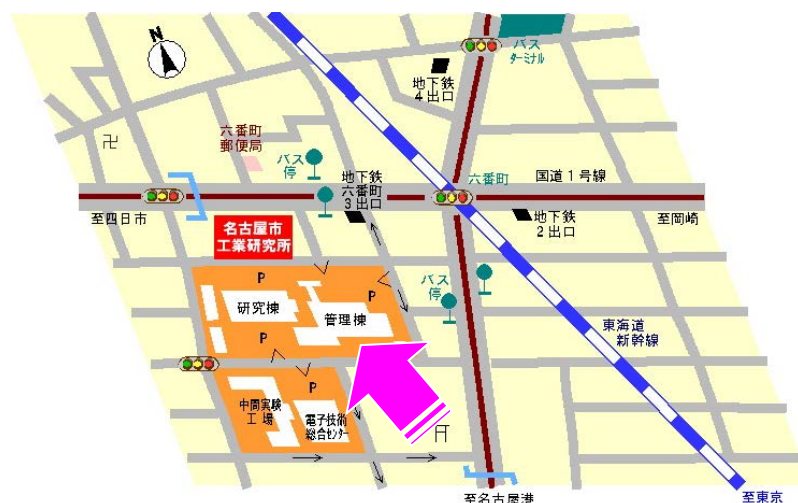 N
バス
ターミナル
地下鉄
4出口
六番町
郵便局
バス
停
地下鉄
六番町
3出口
六番町
国道1号線
至四日市
地下鉄
2出口
至岡崎
名古屋市
工業研究所
P
研究棟
P
管理棟
バス
停
P
東海道
新幹線
中間実験
工場
P
電子技術
総合センター
至名古屋港
至東京